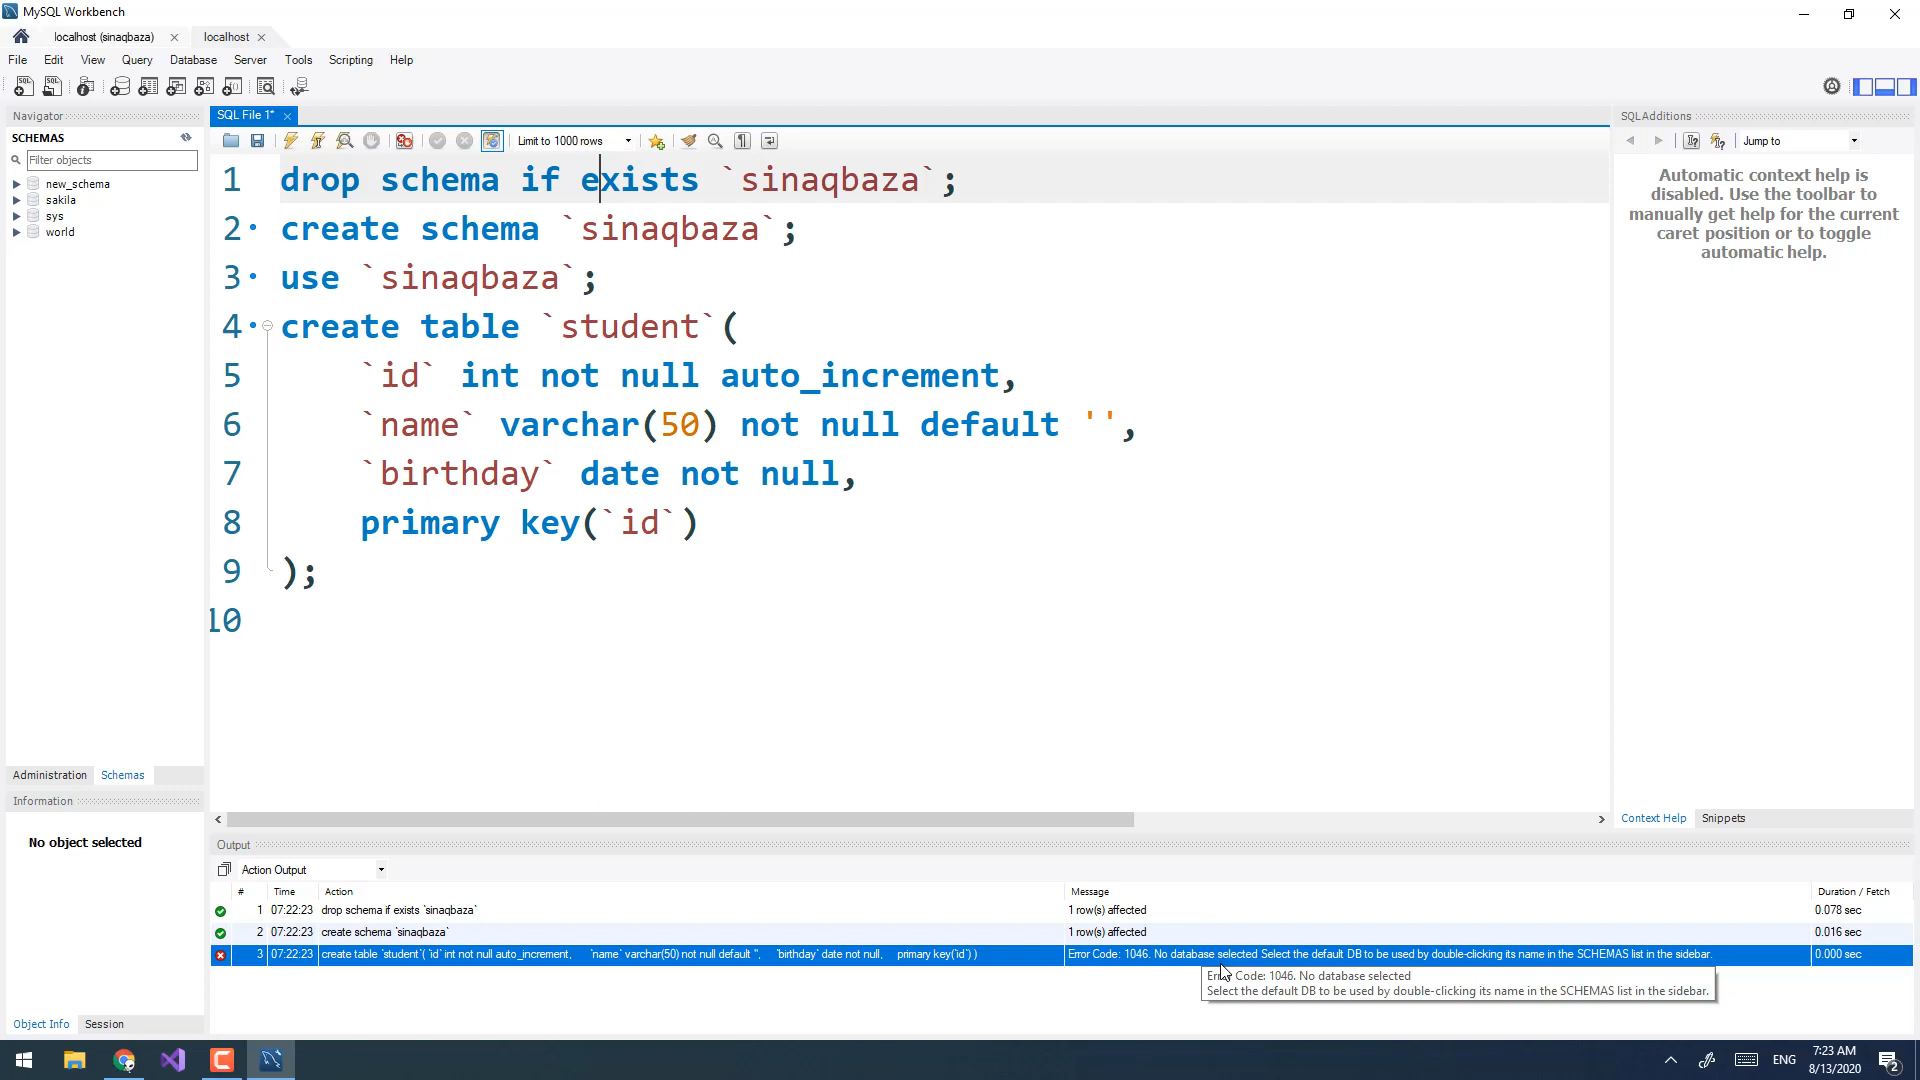 MySQL Workbench
localhost (sinaqbaza)
localhost
File Edit View Query Database Server Tools Scripting Help
Navigator
SCHEMAS
Filter objects
new_schema
sakila
sys
world
Administration Schemas
Information
No object selected
Object Info Session
SQL File 1*
Limit to 1000 rows
1 drop schema if exists `sinaqbaza`;
2 create schema `sinaqbaza`;
3 use `sinaqbaza`;
4 create table `student`(
5 `id` int not null auto_increment,
6 `name` varchar(50) not null default '',
7 `birthday` date not null,
8 primary key(`id`)
9 );
10
SQLAdditions
Jump to
Automatic context help is
disabled. Use the toolbar to
manually get help for the current
caret position or to toggle
automatic help.
Context Help Snippets
Output
Action Output
# Time Action Message Duration / Fetch
1 07:22:23 drop schema if exists `sinaqbaza` 1 row(s) affected 0.078 sec
2 07:22:23 create schema `sinaqbaza` 1 row(s) affected 0.016 sec
3 07:22:23 create table `student`( `id` int not null auto_increment, `name` varchar(50) not null default '', `birthday` date not null, primary key(`id`) ) Error Code: 1046. No database selected Select the default DB to be used by double-clicking its name in the SCHEMAS list in the sidebar. 0.000 sec
Code: 1046. No database selected
Select the default DB to be used by double-clicking its name in the SCHEMAS list in the sidebar.
ENG
7:23 AM
8/13/2020
2